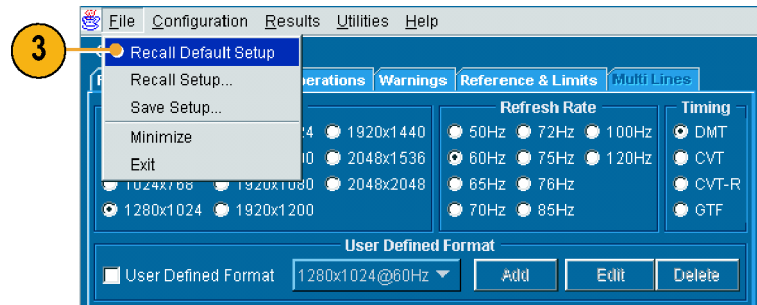 File Configuration Results Utilities Help
3
Recall Default Setup
Recall Setup...
Save Setup...
Minimize
Exit
Warnings Reference & Limits Multi Lines
Refresh Rate Timing
1920x1440 50Hz 72Hz 100Hz DMT
2048x1536 60Hz 75Hz 120Hz CVT
1024x768 1920x1080 2048x2048 65Hz 76Hz CVT-R
1280x1024 1920x1200 70Hz 85Hz GTF
User Defined Format
User Defined Format 1280x1024@60Hz Add Edit Delete